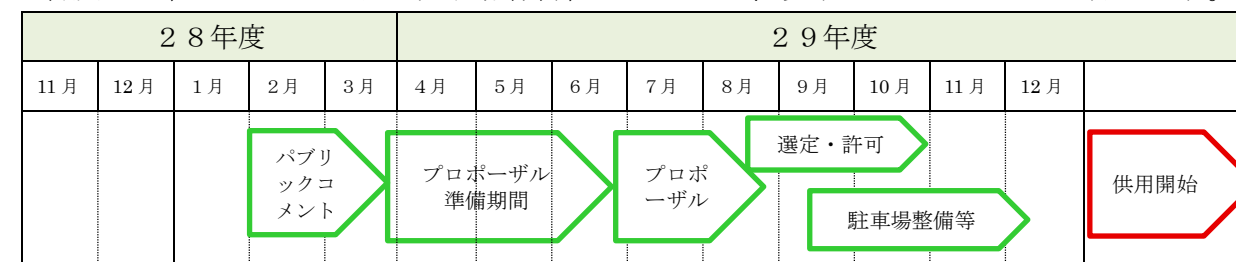 ２８年度
２９年度
11月 12月 1月 2月 3月 4月 5月 6月 7月 8月 9月 10月 11月 12月
パブリ
ックコ
メント
プロポーザル
準備期間
プロポ
ーザル
選定・許可
駐車場整備等
供用開始